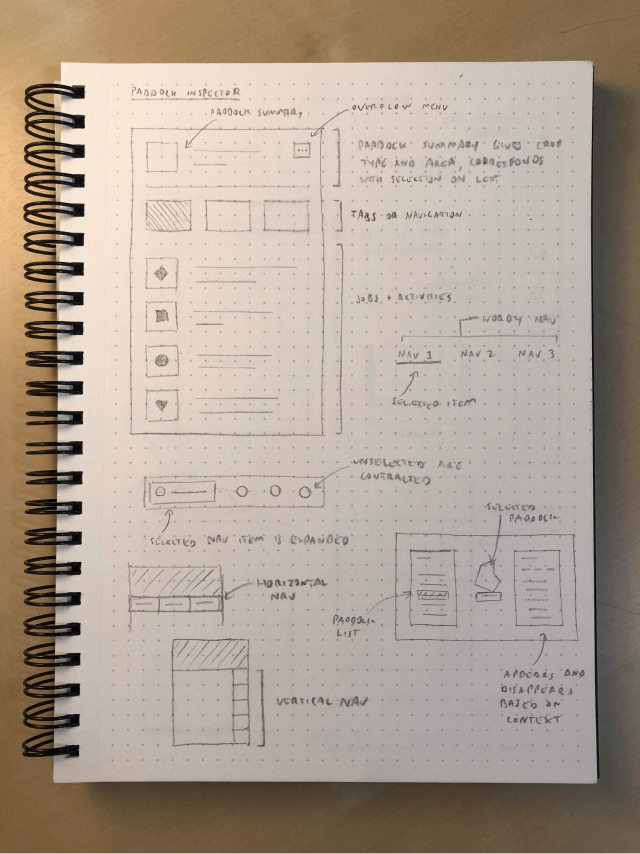 PADDOCK INSPECTOR
PADDOCK SUMMARY
OVERFLOW MENU
PADDOCK SUMMARY GIVES CROP
TYPE AND AREA, CORRESPONDS
WITH SELECTION ON LEFT
TABS OR NAVIGATION
JOBS + ACTIVITIES
WORDY NAV
NAV 1 NAV 2 NAV 3
SELECTED ITEM
UNSELECTED ARE
CONTRACTED
SELECTED NAV ITEM IS EXPANDED
SELECTED
PADDOCK
HORIZONTAL
NAV
PADDOCK
LIST
VERTICAL NAV
APPEARS AND
DISAPPEARS
BASED ON
CONTEXT